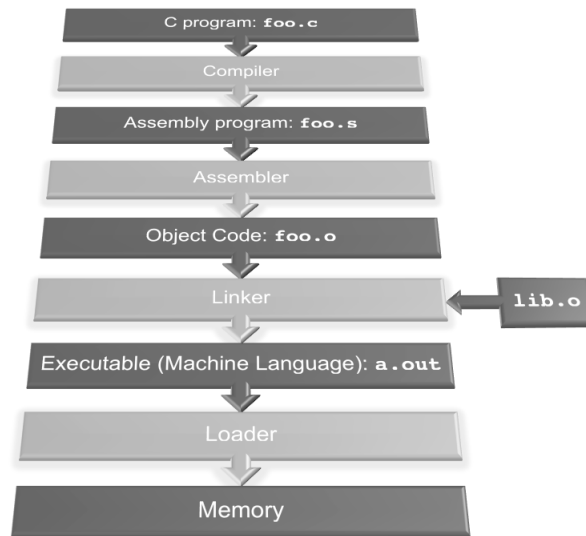 C program: foo.c
Compiler
Assembly program: foo.s
Assembler
Object Code: foo.o
Linker
lib.o
Executable (Machine Language): a.out
Loader
Memory